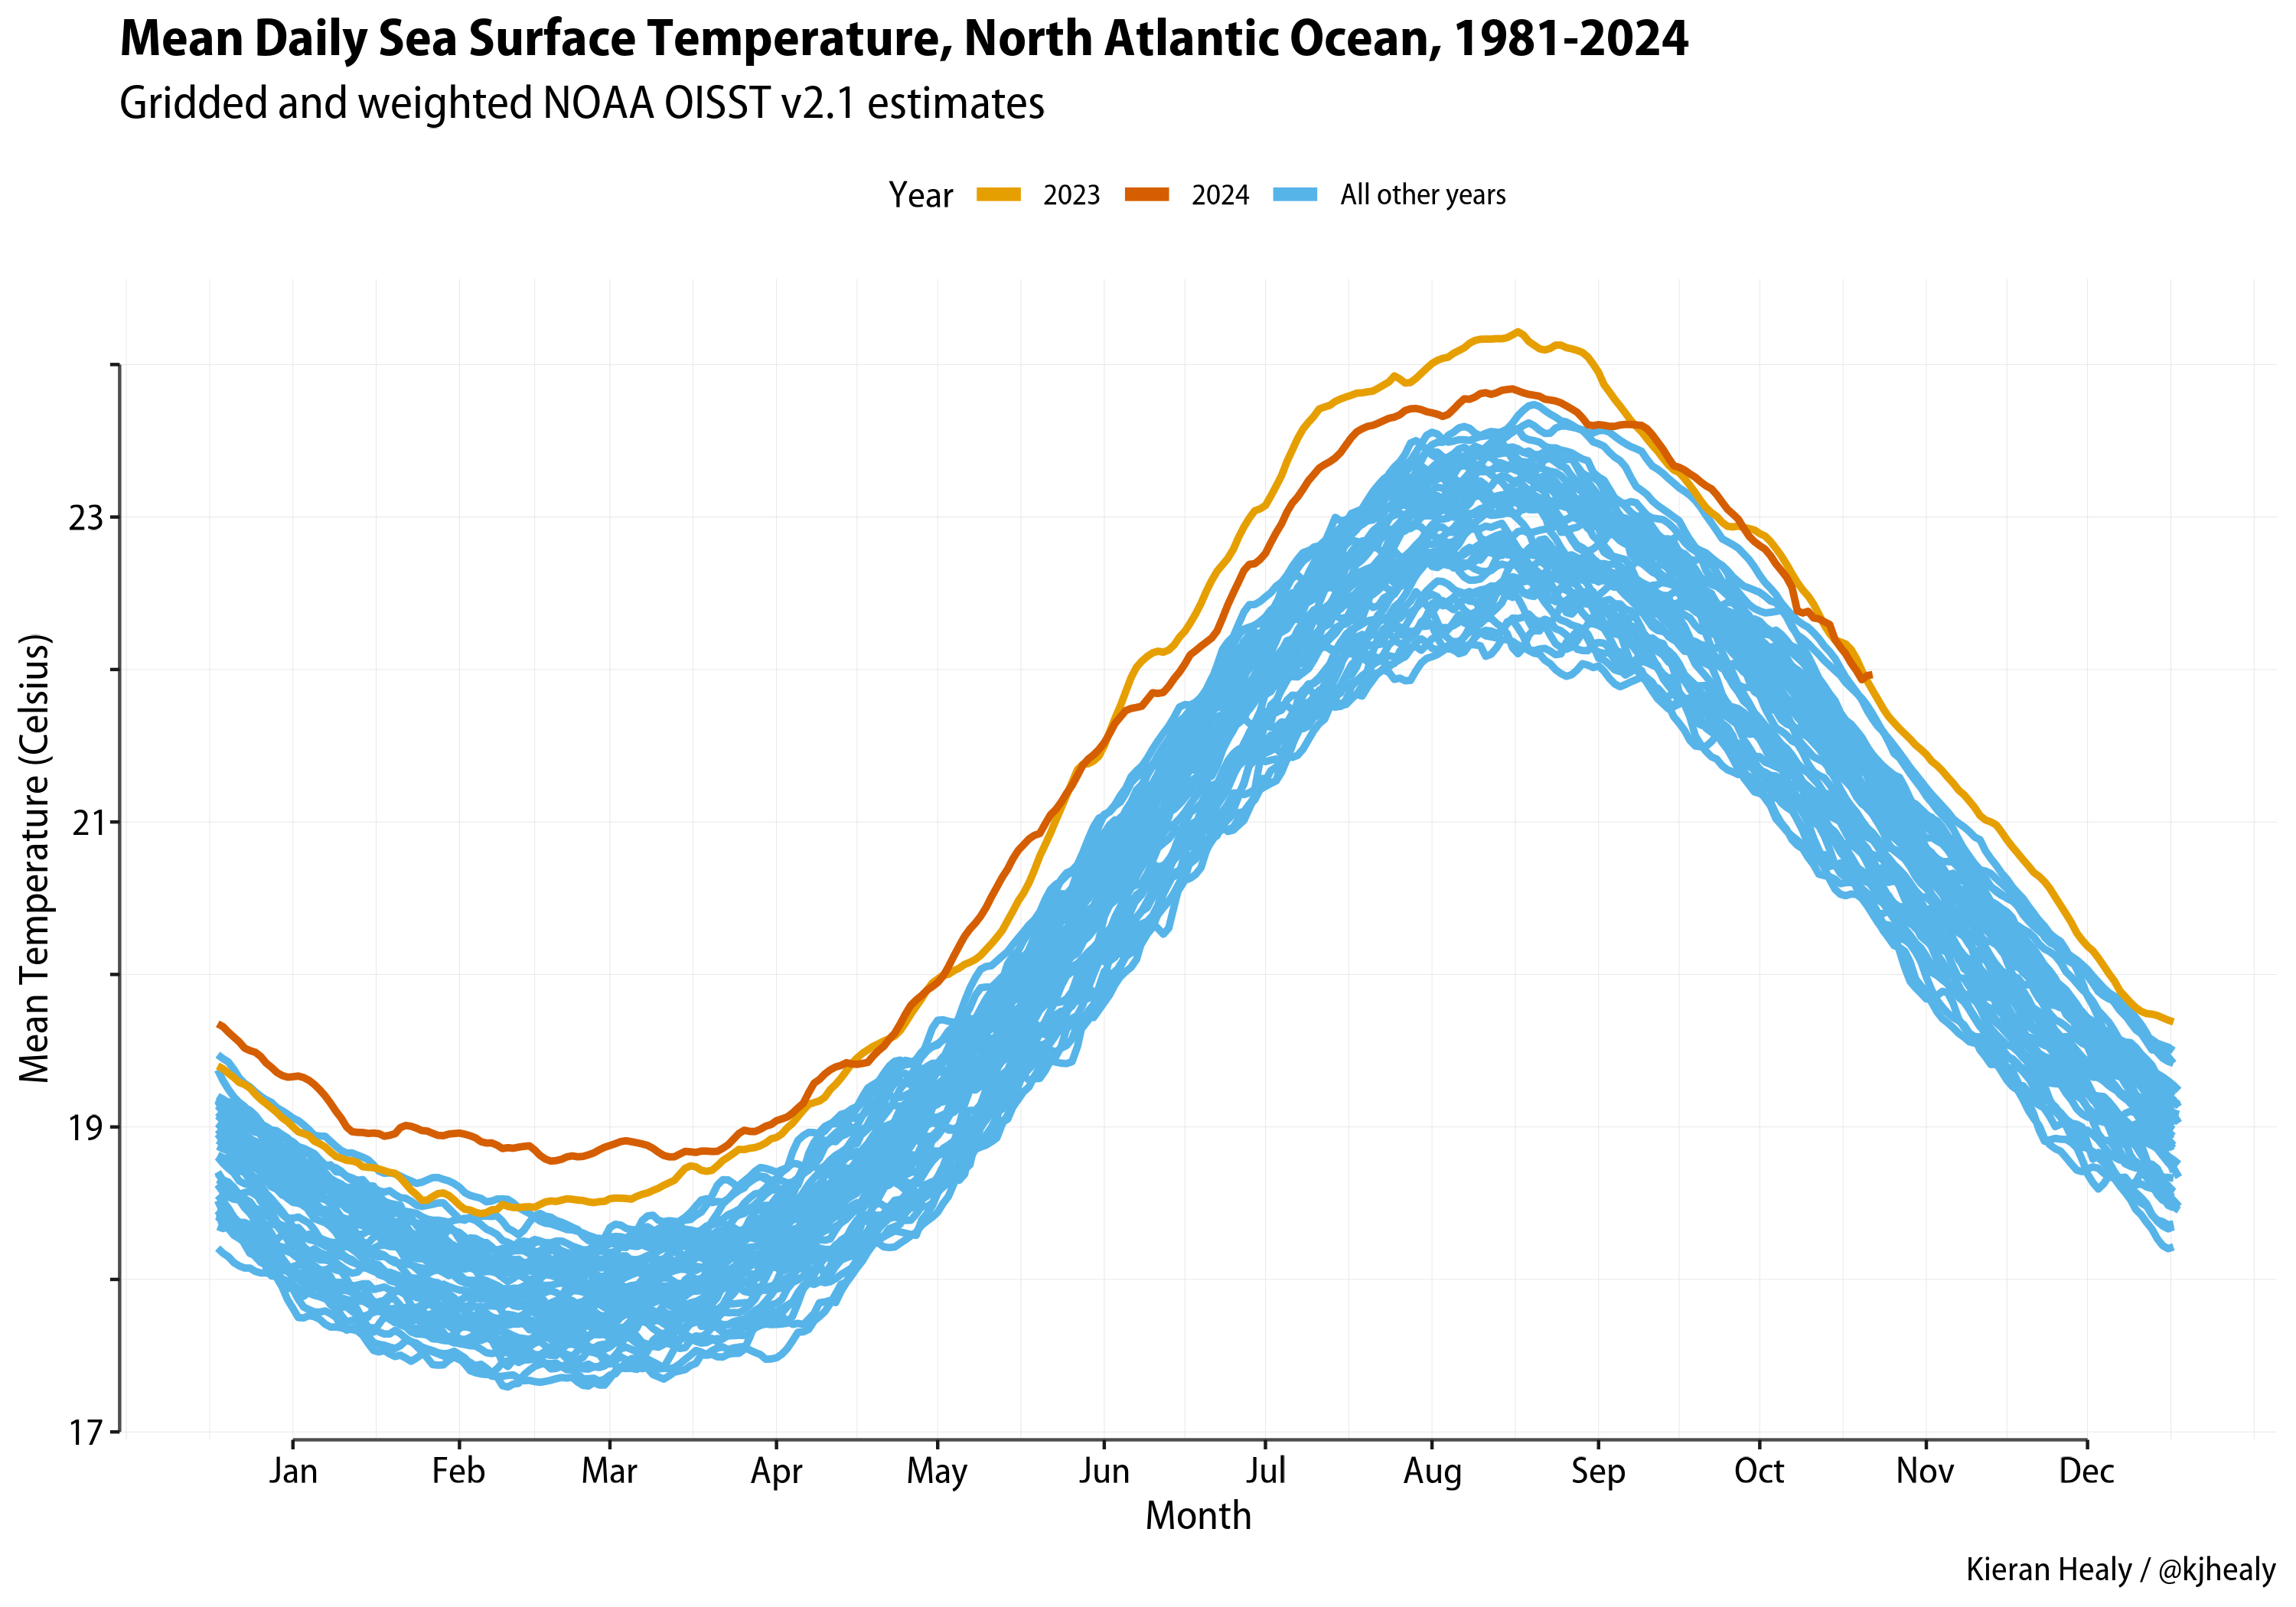 Mean Daily Sea Surface Temperature, North Atlantic Ocean, 1981-2024
Gridded and weighted NOAA OISST v2.1 estimates
Year 2023 2024 All other years
Mean Temperature (Celsius)
23
21
19
17
Jan Feb Mar Apr May Jun Jul Aug Sep Oct Nov Dec
Month
Kieran Healy / @kjhealy